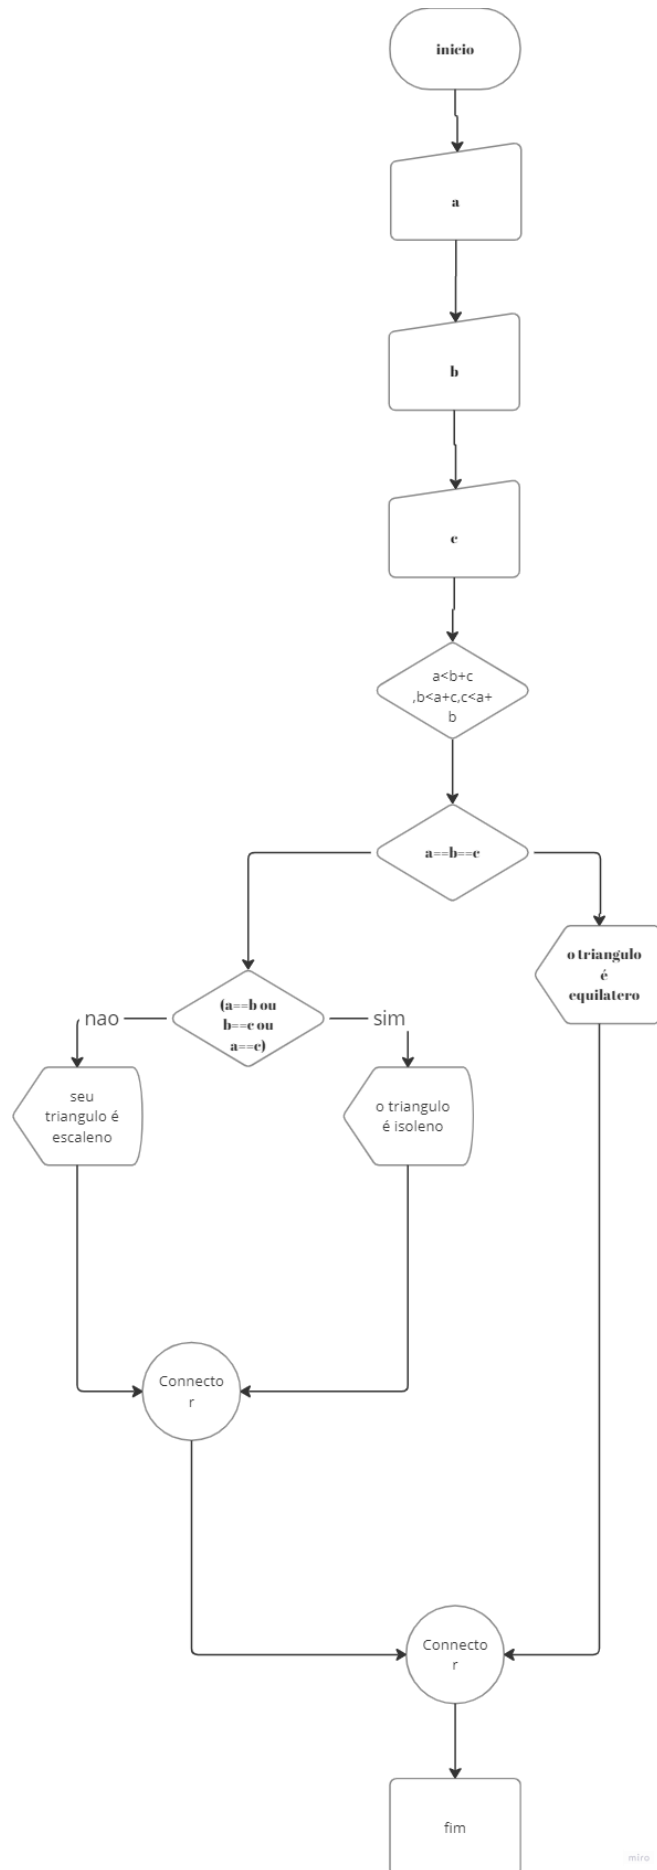 inicio
a
b
c
a<b+c
,b<a+c,c<a+
b
a==b==c
o triangulo
é
equilatero
(a==b ou
b==c ou
a==c)
nao
sim
seu
triangulo é
escaleno
o triangulo
é isoleno
Connecto
r
Connecto
r
fim
miro